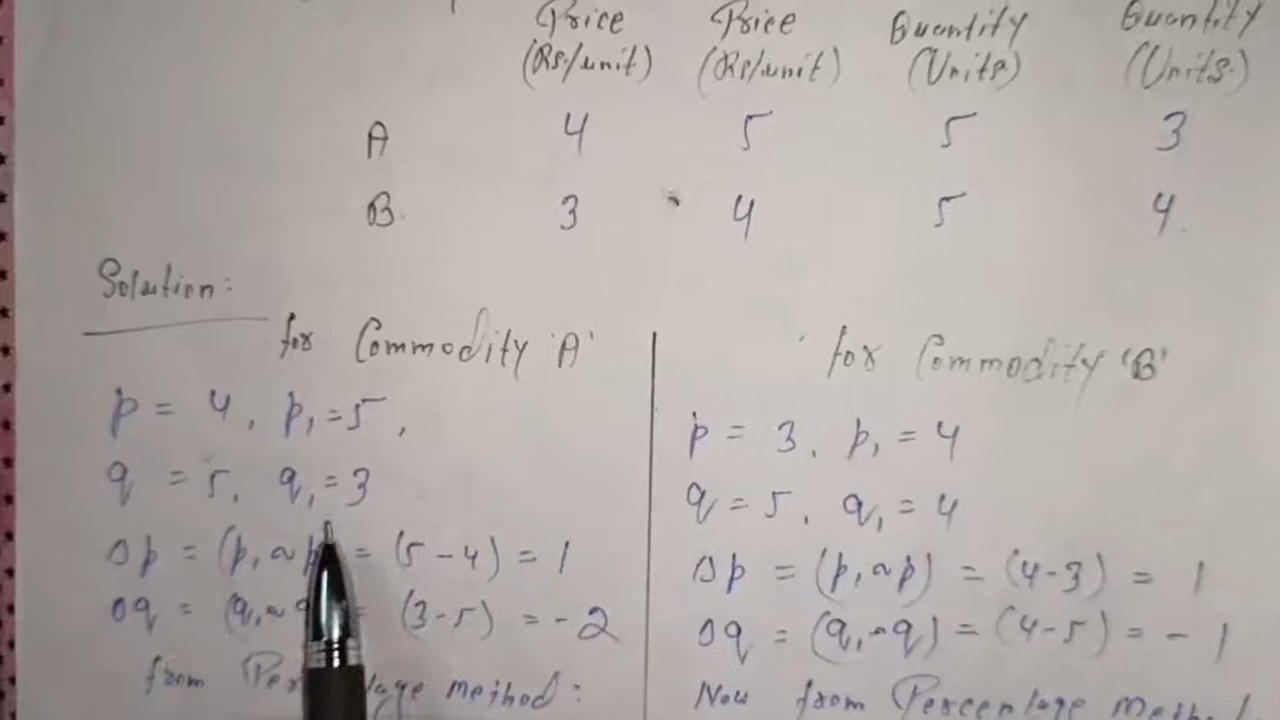 Price Price Quantity Quantity
(Rs/unit) (Rs/unit) (Units) (Units)
A 4 5 5 3
B 3 4 5 4
Solution:
for Commodity 'A'
p = 4, p₁ = 5,
q = 5, q₁ = 3
Δp = (p₁ ~ p) = (5 - 4) = 1
Δq = (q₁ ~ q = (3 - 5) = - 2
from method:
for Commodity 'B'
p = 3, p₁ = 4
q = 5, q₁ = 4
Δp = (p₁ ~ p) = (4-3) = 1
Δq = (q₁ ~ q) = (4-5) = - 1
Now from Percentage